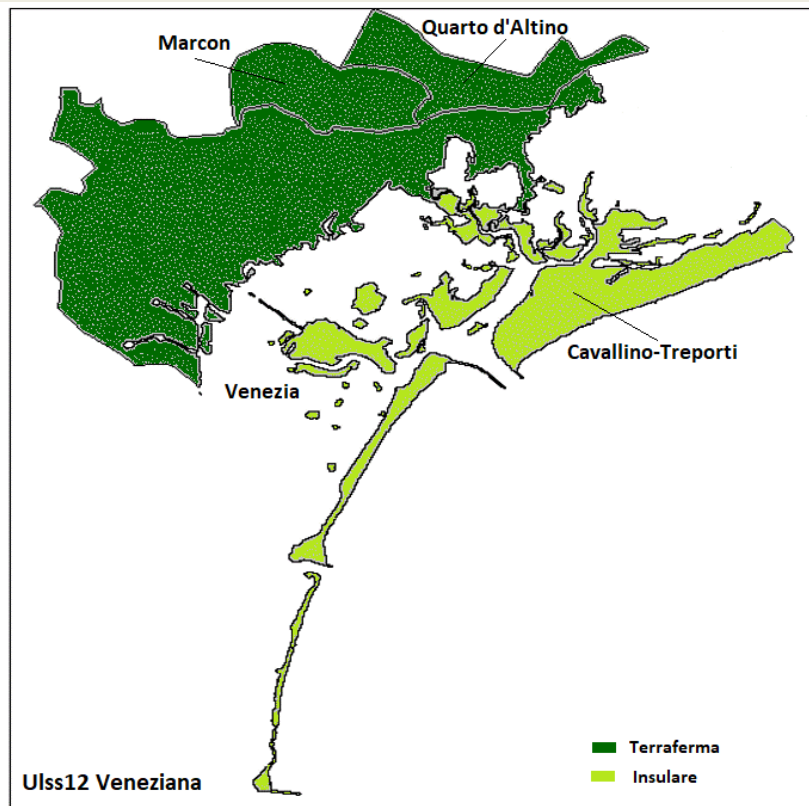 Quarto d'Altino
Marcon
Cavallino-Treporti
Venezia
Terraferma
Insulare
Ulss12 Veneziana